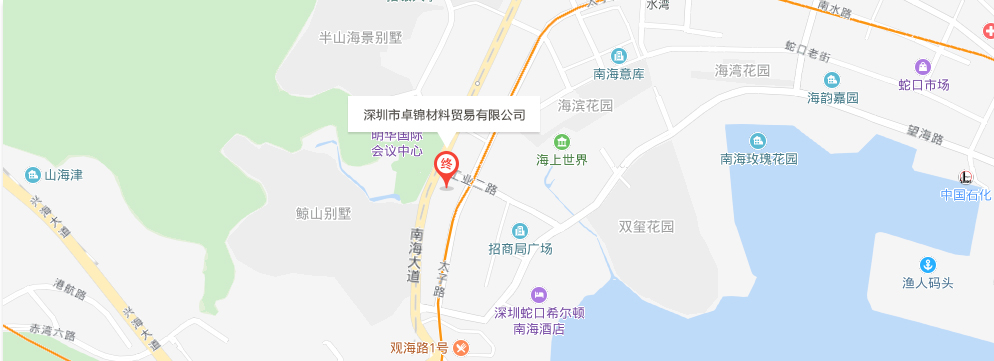 水湾
南水路
半山海景别墅
蛇口老街
南海意库
海湾花园
蛇口市场
海韵嘉园
深圳市卓锦材料贸易有限公司
海滨花园
明华国际
会议中心
望海路
终
海上世界
南海玫瑰花园
山海津
工业二路
中国石化
兴海大道
鲸山别墅
双玺花园
南海大道
招商局广场
太子路
渔人码头
港航路
兴海大道
深圳蛇口希尔顿
南海酒店
赤湾六路
观海路1号